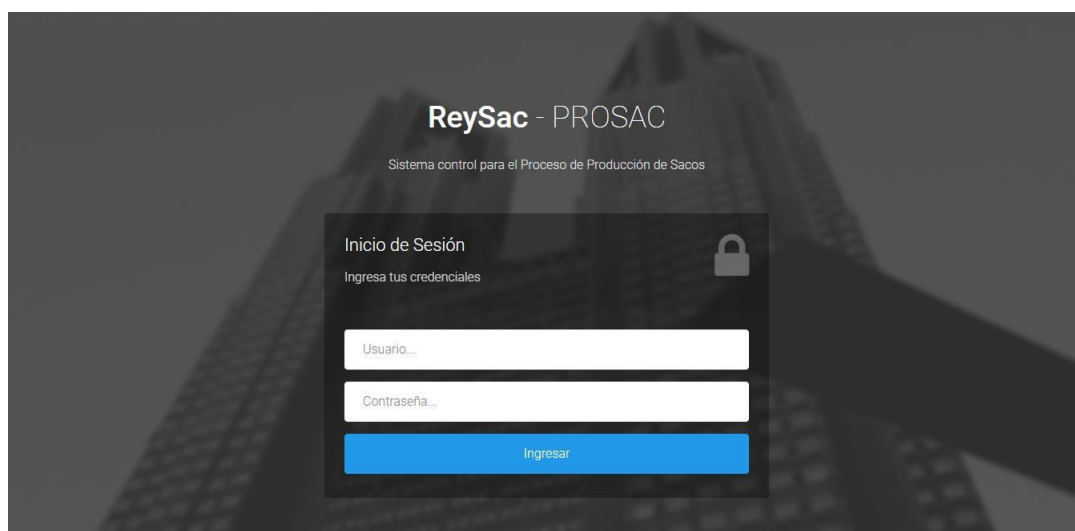 ReySac - PROSAC
Sistema control para el Proceso de Producción de Sacos
Inicio de Sesión
Ingresa tus credenciales
Usuario...
Contraseña...
Ingresar